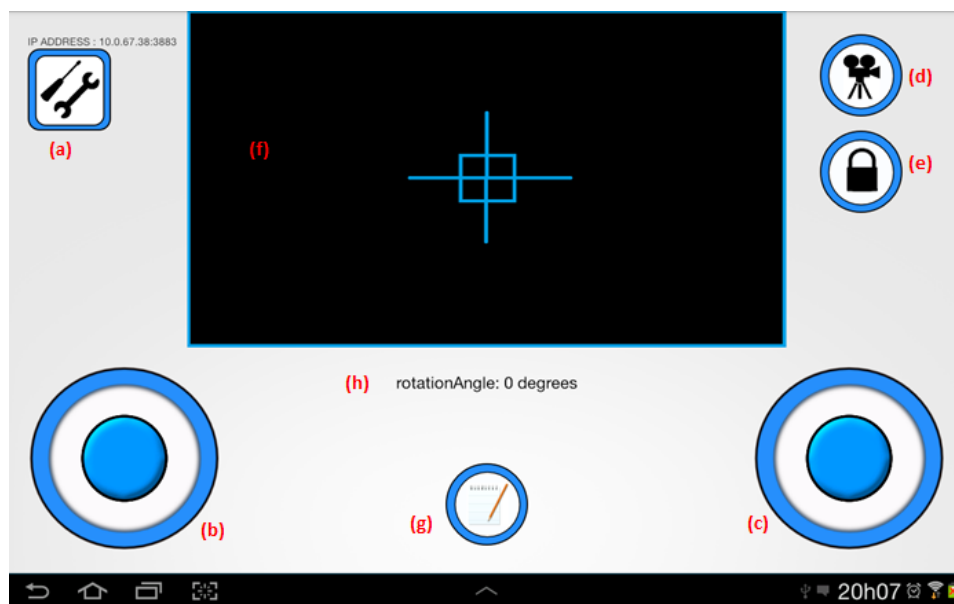 IP ADDRESS : 10.0.67.38:3883
(a)
(f)
(d)
(e)
(h) rotationAngle: 0 degrees
(b)
(g)
(c)
20h07